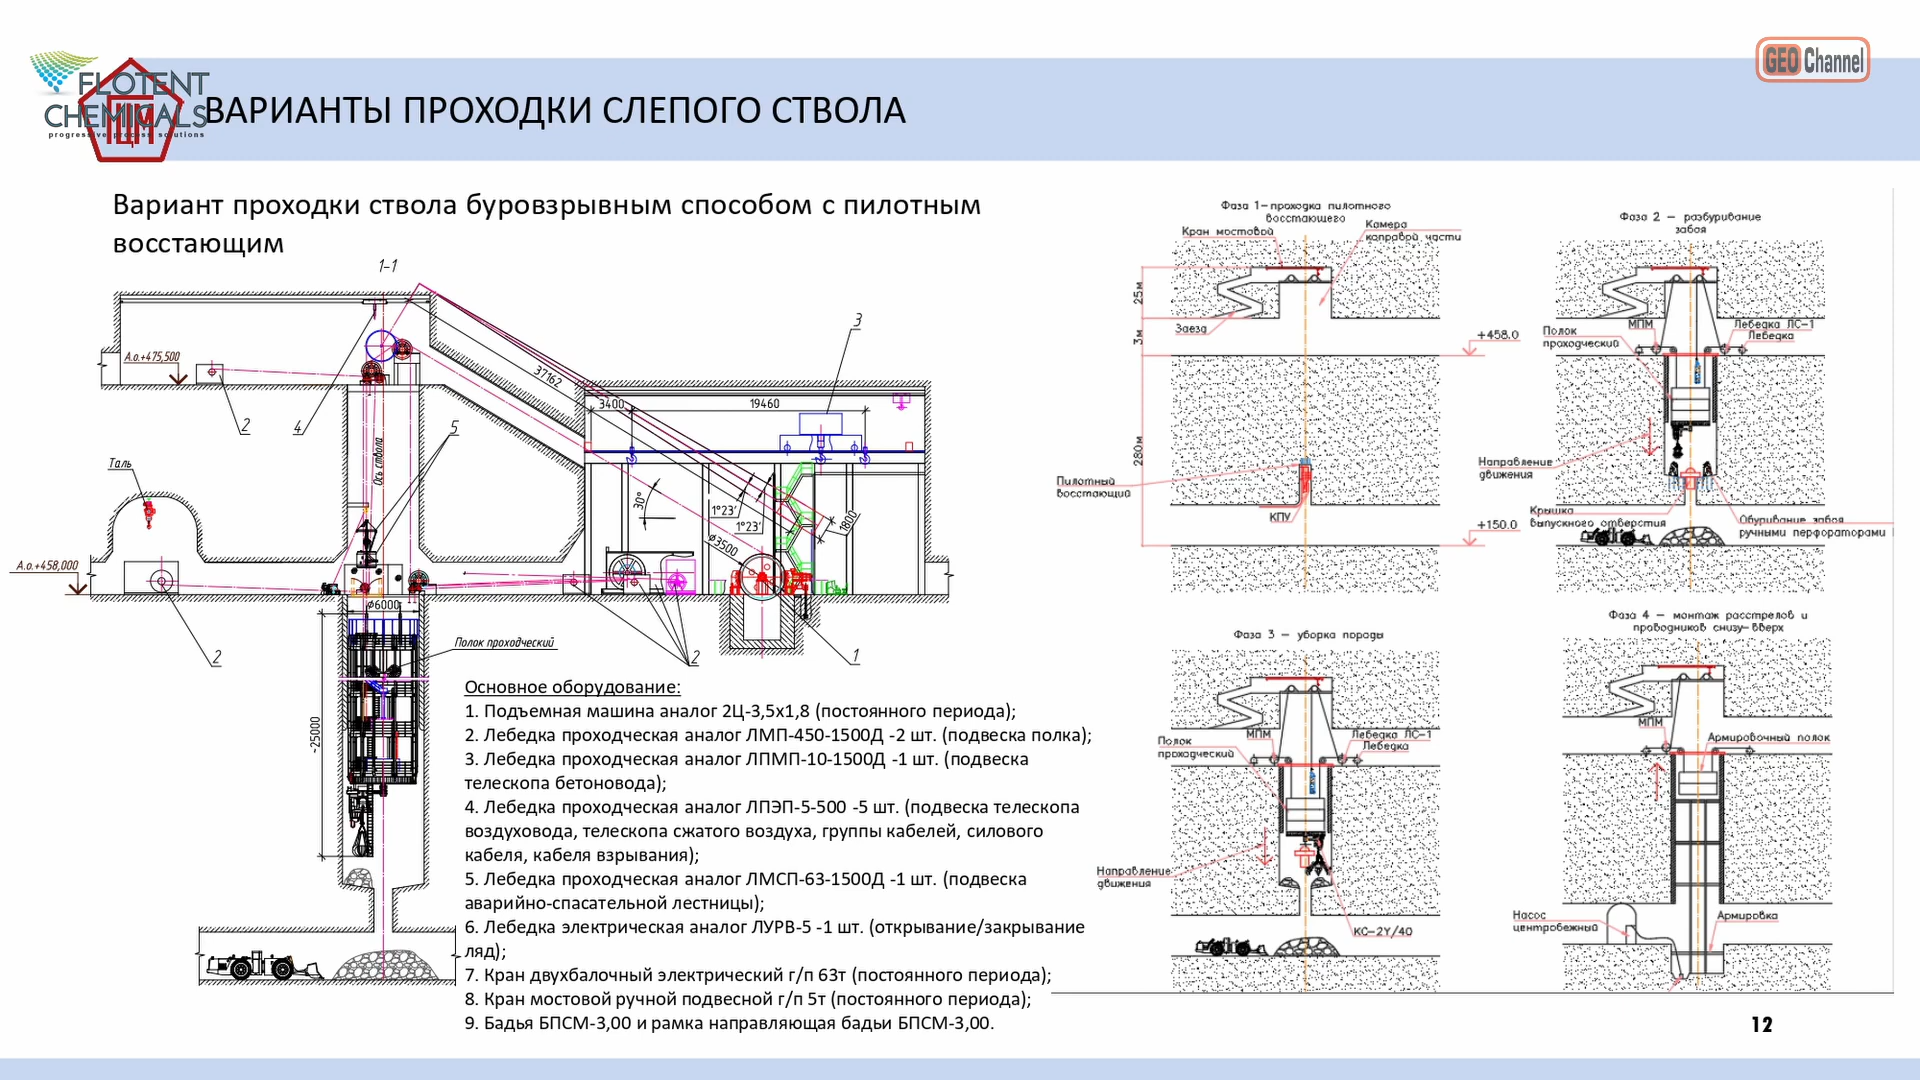 FLOTENT
CHEMICALS
progressive process solutions
ПЦМ
GEO Channel
ВАРИАНТЫ ПРОХОДКИ СЛЕПОГО СТВОЛА
Вариант проходки ствола буровзрывным способом с пилотным
восстающим
1-1
А.о.+475,500
2
4
5
3
Ось ствола
37162
3400
19460
Таль
30°
1°23'
1°23'
1800
ϕ3500
А.о.+458,000
ϕ6000
2
Полок проходческий
2
1
~25000
Основное оборудование:
1. Подъемная машина аналог 2Ц-3,5х1,8 (постоянного периода);
2. Лебедка проходческая аналог ЛМП-450-1500Д -2 шт. (подвеска полка);
3. Лебедка проходческая аналог ЛПМП-10-1500Д -1 шт. (подвеска
телескопа бетоновода);
4. Лебедка проходческая аналог ЛПЭП-5-500 -5 шт. (подвеска телескопа
воздуховода, телескопа сжатого воздуха, группы кабелей, силового
кабеля, кабеля взрывания);
5. Лебедка проходческая аналог ЛМСП-63-1500Д -1 шт. (подвеска
аварийно-спасательной лестницы);
6. Лебедка электрическая аналог ЛУРВ-5 -1 шт. (открывание/закрывание
ляд);
7. Кран двухбалочный электрический г/п 63т (постоянного периода);
8. Кран мостовой ручной подвесной г/п 5т (постоянного периода);
9. Бадья БПСМ-3,00 и рамка направляющая бадьи БПСМ-3,00.
Фаза 1-проходка пилотного
восстающего
Кран мостовой
Камера
копровой части
25м
Заезд
3м
+458.0
280м
Пилотный
восстающий
КПУ
+150.0
Фаза 2 - разбуривание
забоя
МПМ
Лебедка ЛС-1
Лебедка
Полок
проходческий
Направление
движения
Крышка
выпускного отверстия
Обуривание забоя
ручными перфораторами
Фаза 3 - уборка породы
МПМ
Лебедка ЛС-1
Лебедка
Полок
проходческий
Направление
движения
КС-2У/40
Фаза 4 - монтаж расстрелов и
проводников снизу-вверх
МПМ
Армировочный полок
Насос
центробежный
Армировка
12